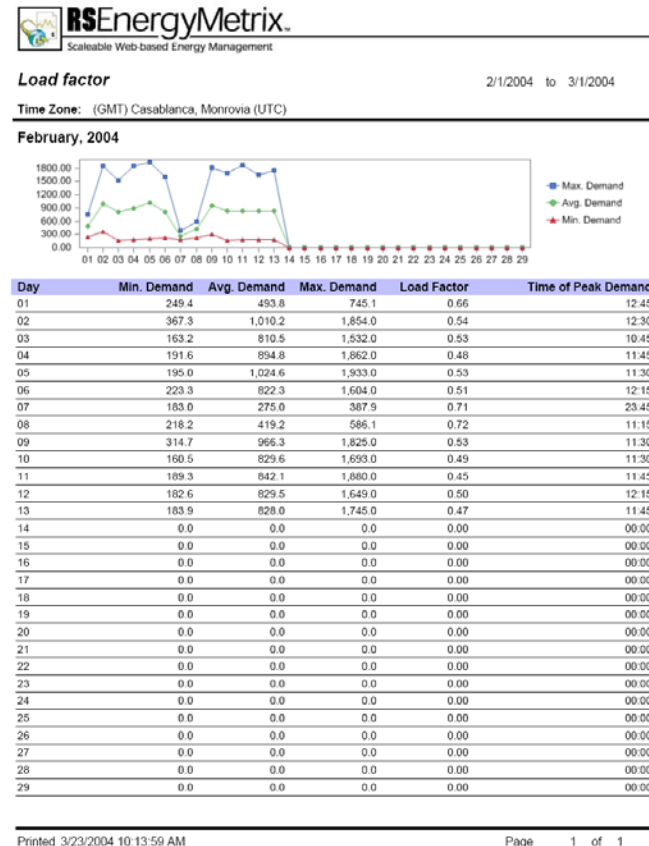 RSEnergyMetrix™
Scaleable Web-based Energy Management
Load factor 2/1/2004 to 3/1/2004
Time Zone: (GMT) Casablanca, Monrovia (UTC)
February, 2004
1800.00
1500.00
1200.00
900.00
600.00
300.00
0.00
Max. Demand
Avg. Demand
Min. Demand
01 02 03 04 05 06 07 08 09 10 11 12 13 14 15 16 17 18 19 20 21 22 23 24 25 26 27 28 29
Day Min. Demand Avg. Demand Max. Demand Load Factor Time of Peak Demand
01 249.4 493.8 745.1 0.66 12:45
02 367.3 1,010.2 1,854.0 0.54 12:30
03 163.2 810.5 1,532.0 0.53 10:45
04 191.6 894.8 1,862.0 0.48 11:45
05 195.0 1,024.6 1,933.0 0.53 11:30
06 223.3 822.3 1,604.0 0.51 12:15
07 183.0 275.0 387.9 0.71 23:45
08 218.2 419.2 586.1 0.72 11:15
09 314.7 966.3 1,825.0 0.53 11:30
10 160.5 829.6 1,693.0 0.49 11:30
11 189.3 842.1 1,880.0 0.45 11:45
12 182.6 829.5 1,649.0 0.50 12:15
13 183.9 828.0 1,745.0 0.47 11:45
14 0.0 0.0 0.0 0.00 00:00
15 0.0 0.0 0.0 0.00 00:00
16 0.0 0.0 0.0 0.00 00:00
17 0.0 0.0 0.0 0.00 00:00
18 0.0 0.0 0.0 0.00 00:00
19 0.0 0.0 0.0 0.00 00:00
20 0.0 0.0 0.0 0.00 00:00
21 0.0 0.0 0.0 0.00 00:00
22 0.0 0.0 0.0 0.00 00:00
23 0.0 0.0 0.0 0.00 00:00
24 0.0 0.0 0.0 0.00 00:00
25 0.0 0.0 0.0 0.00 00:00
26 0.0 0.0 0.0 0.00 00:00
27 0.0 0.0 0.0 0.00 00:00
28 0.0 0.0 0.0 0.00 00:00
29 0.0 0.0 0.0 0.00 00:00
Printed 3/23/2004 10:13:59 AM Page 1 of 1